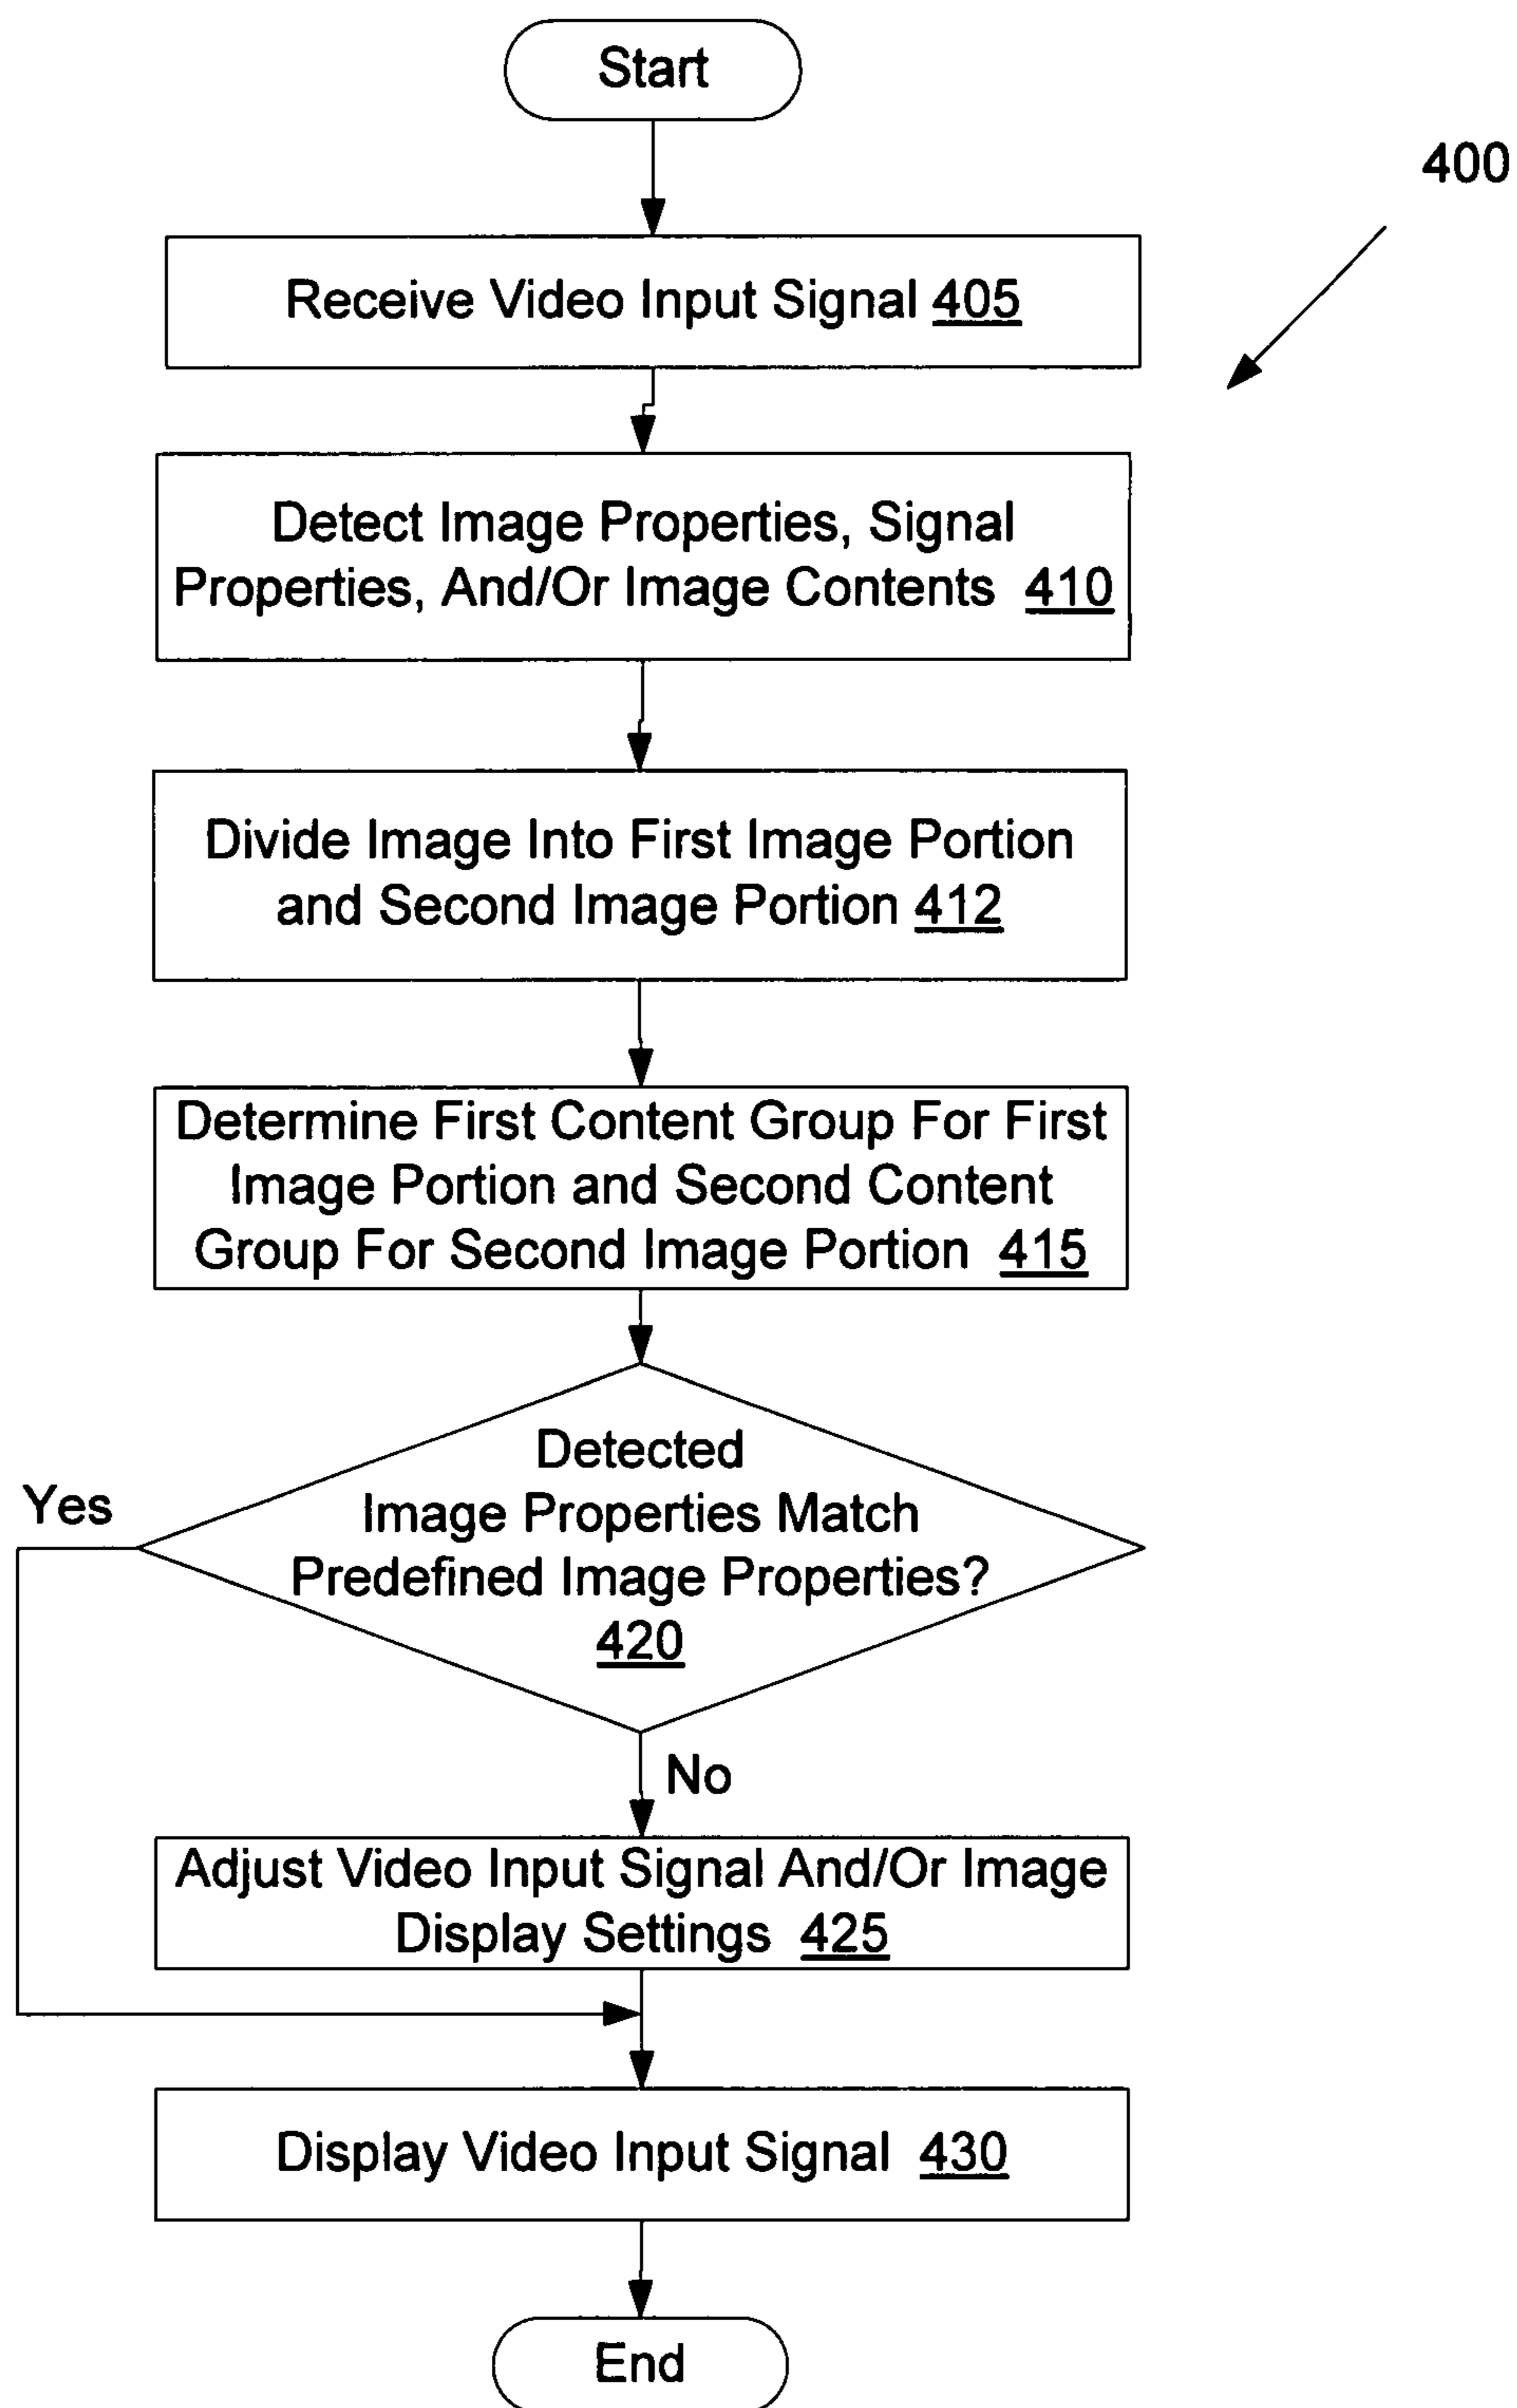 Start
400
Receive Video Input Signal 405
Detect Image Properties, Signal
Properties, And/Or Image Contents 410
Divide Image Into First Image Portion
and Second Image Portion 412
Determine First Content Group For First
Image Portion and Second Content
Group For Second Image Portion 415
Detected
Image Properties Match
Predefined Image Properties?
420
Yes
No
Adjust Video Input Signal And/Or Image
Display Settings 425
Display Video Input Signal 430
End